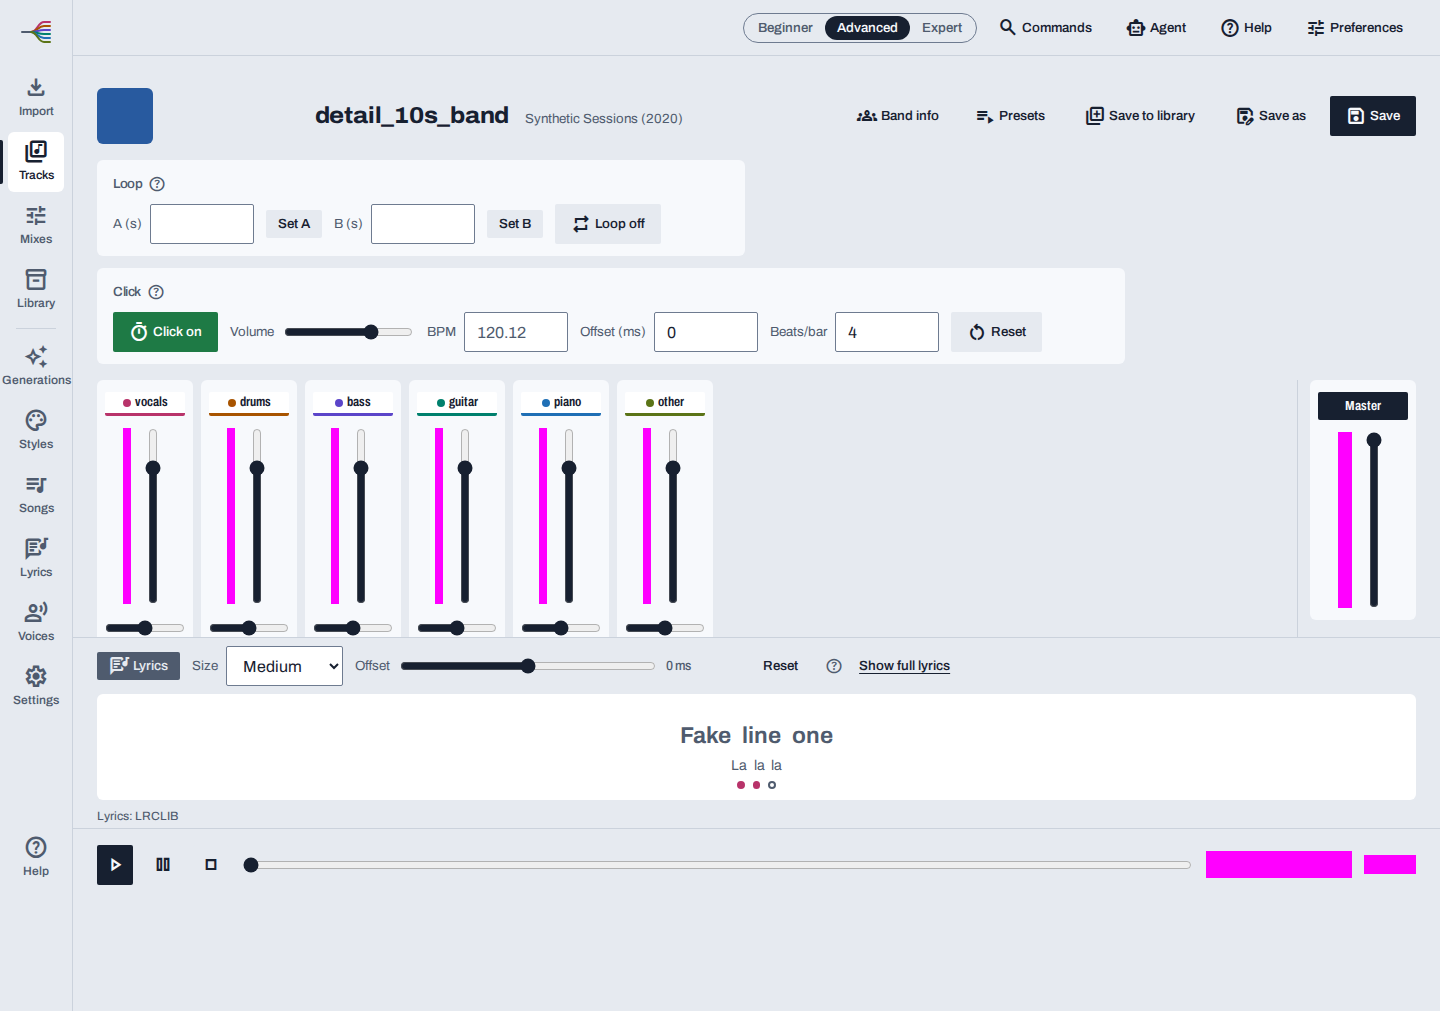 Beginner Advanced Expert Commands Agent Help Preferences
Import
Tracks
Mixes
Library
Generations
Styles
Songs
Lyrics
Voices
Settings
Help
detail_10s_band Synthetic Sessions (2020) Band info Presets Save to library Save as Save
Loop ?
A (s) Set A B (s) Set B Loop off
Click ?
Click on Volume BPM 120.12 Offset (ms) 0 Beats/bar 4 Reset
vocals drums bass guitar piano other Master
Lyrics Size Medium Offset 0 ms Reset ? Show full lyrics
Fake line one
La la la
Lyrics: LRCLIB